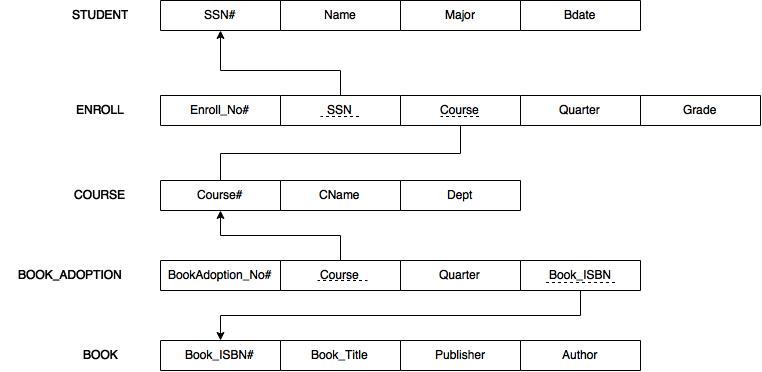 STUDENT SSN# Name Major Bdate
ENROLL Enroll_No# SSN Course Quarter Grade
COURSE Course# CName Dept
BOOK_ADOPTION BookAdoption_No# Course Quarter Book_ISBN
BOOK Book_ISBN# Book_Title Publisher Author